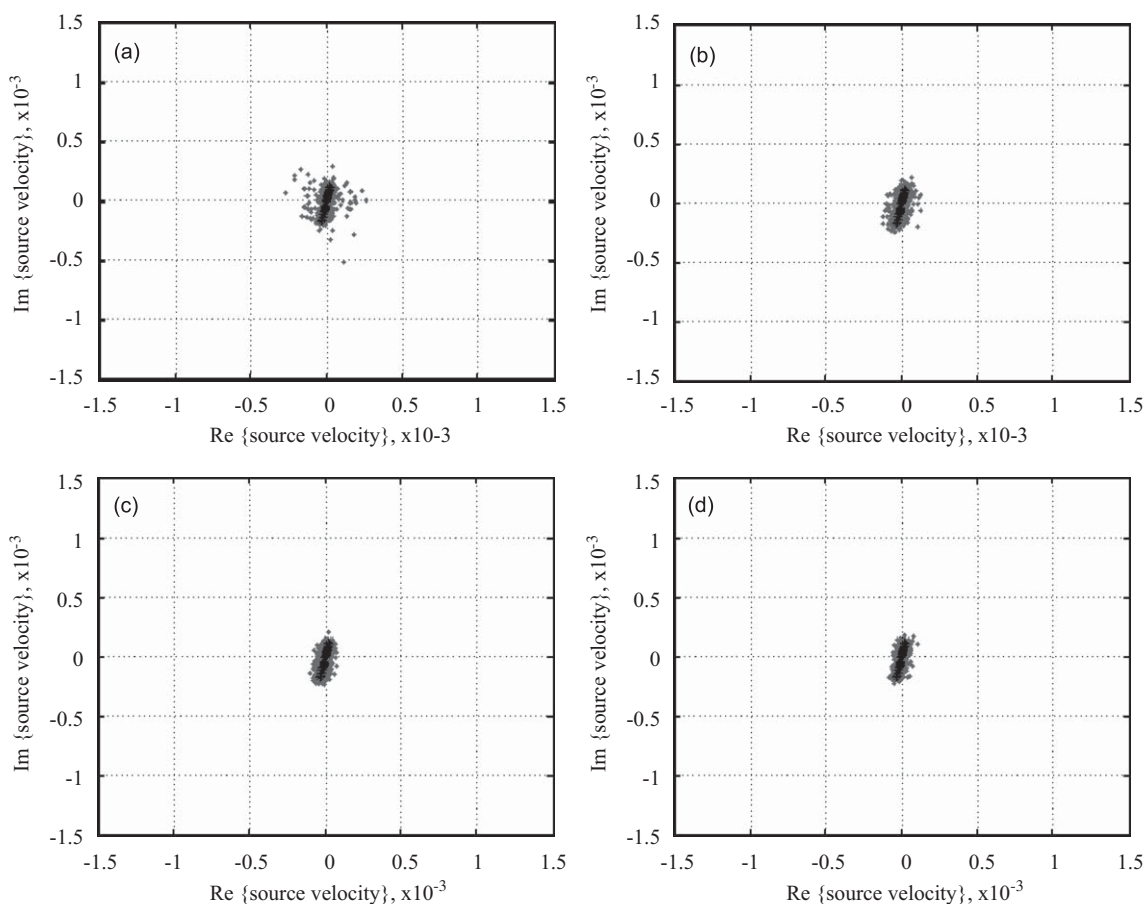 (a)
1.5
1
0.5
0
-0.5
-1
-1.5
Im {source velocity}, x10⁻³
-1.5 -1 -0.5 0 0.5 1 1.5
Re {source velocity}, x10-3
(b)
1.5
1
0.5
0
-0.5
-1
-1.5
Im {source velocity}, x10⁻³
-1.5 -1 -0.5 0 0.5 1 1.5
Re {source velocity}, x10-3
(c)
1.5
1
0.5
0
-0.5
-1
-1.5
Im {source velocity}, x10⁻³
-1.5 -1 -0.5 0 0.5 1 1.5
Re {source velocity}, x10⁻³
(d)
1.5
1
0.5
0
-0.5
-1
-1.5
Im {source velocity}, x10⁻³
-1.5 -1 -0.5 0 0.5 1 1.5
Re {source velocity}, x10⁻³